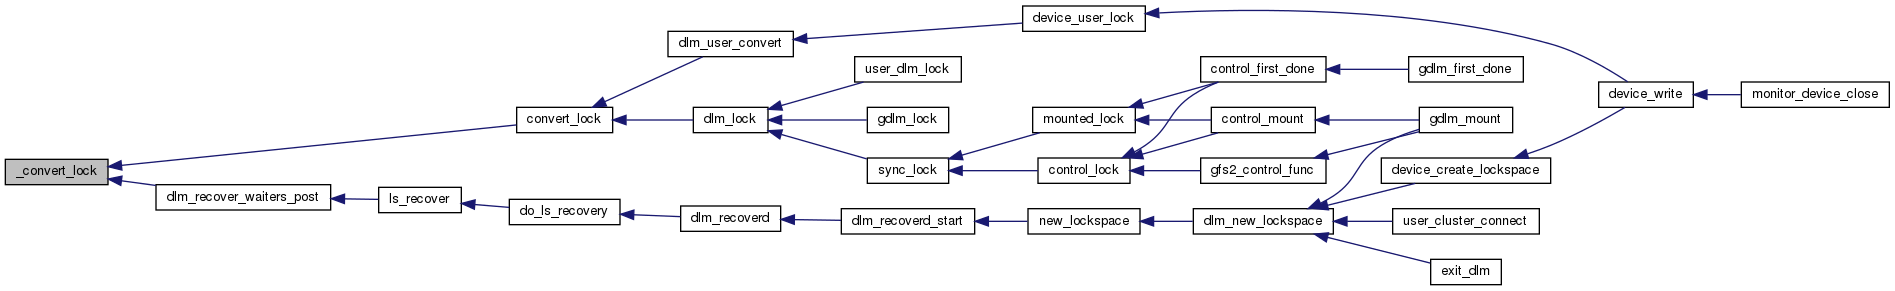 device_user_lock
dlm_user_convert
user_dlm_lock
control_first_done
gdlm_first_done
device_write
monitor_device_close
convert_lock
dlm_lock
gdlm_lock
mounted_lock
control_mount
gdlm_mount
_convert_lock
sync_lock
control_lock
gfs2_control_func
device_create_lockspace
dlm_recover_waiters_post
ls_recover
do_ls_recovery
dlm_recoverd
dlm_recoverd_start
new_lockspace
dlm_new_lockspace
user_cluster_connect
exit_dlm